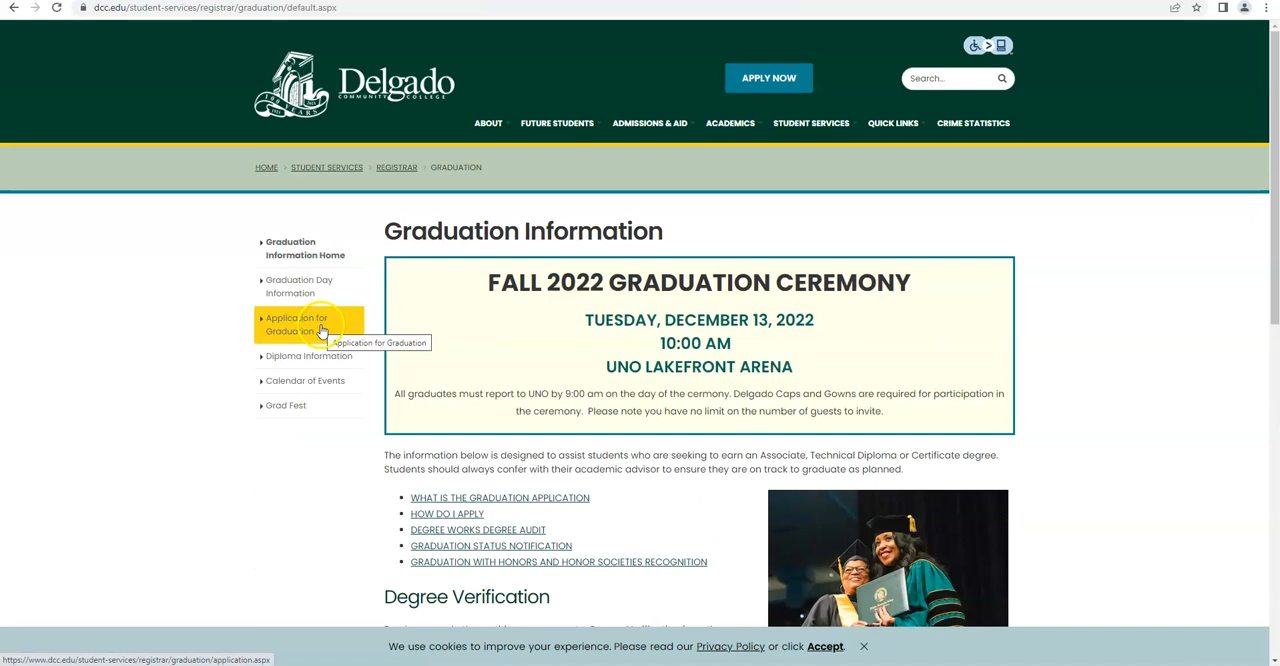 dcc.edu/student-services/registrar/graduation/default.aspx
Delgado
COMMUNITY COLLEGE
100 YEARS
APPLY NOW
Search...
ABOUT
FUTURE STUDENTS
ADMISSIONS & AID
ACADEMICS
STUDENT SERVICES
QUICK LINKS
CRIME STATISTICS
HOME > STUDENT SERVICES > REGISTRAR > GRADUATION
Graduation
Information Home
Graduation Day
Information
Application for
Graduation
Application for Graduation
Diploma Information
Calendar of Events
Grad Fest
Graduation Information
FALL 2022 GRADUATION CEREMONY
TUESDAY, DECEMBER 13, 2022
10:00 AM
UNO LAKEFRONT ARENA
All graduates must report to UNO by 9:00 am on the day of the cermony. Delgado Caps and Gowns are required for participation in
the ceremony. Please note you have no limit on the number of guests to invite.
The information below is designed to assist students who are seeking to earn an Associate, Technical Diploma or Certificate degree.
Students should always confer with their academic advisor to ensure they are on track to graduate as planned.
WHAT IS THE GRADUATION APPLICATION
HOW DO I APPLY
DEGREE WORKS DEGREE AUDIT
GRADUATION STATUS NOTIFICATION
GRADUATION WITH HONORS AND HONOR SOCIETIES RECOGNITION
Degree Verification
We use cookies to improve your experience. Please read our Privacy Policy or click Accept.
https://www.dcc.edu/student-services/registrar/graduation/application.aspx